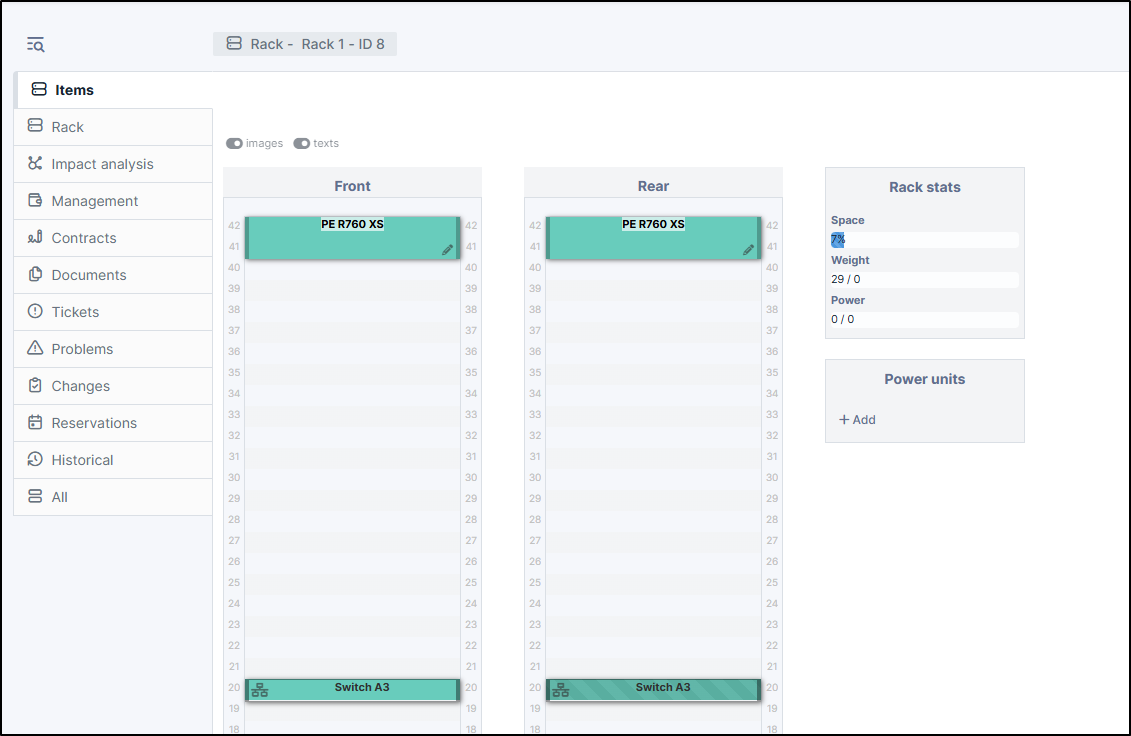 Rack - Rack 1 - ID 8
Items
Rack
Impact analysis
Management
Contracts
Documents
Tickets
Problems
Changes
Reservations
Historical
All
images texts
Front
42 PE R760 XS 42
41 41
40 40
39 39
38 38
37 37
36 36
35 35
34 34
33 33
32 32
31 31
30 30
29 29
28 28
27 27
26 26
25 25
24 24
23 23
22 22
21 21
20 Switch A3 20
19 19
18 18
Rear
42 PE R760 XS 42
41 41
40 40
39 39
38 38
37 37
36 36
35 35
34 34
33 33
32 32
31 31
30 30
29 29
28 28
27 27
26 26
25 25
24 24
23 23
22 22
21 21
20 Switch A3 20
19 19
18 18
Rack stats
Space
7%
Weight
29 / 0
Power
0 / 0
Power units
+ Add